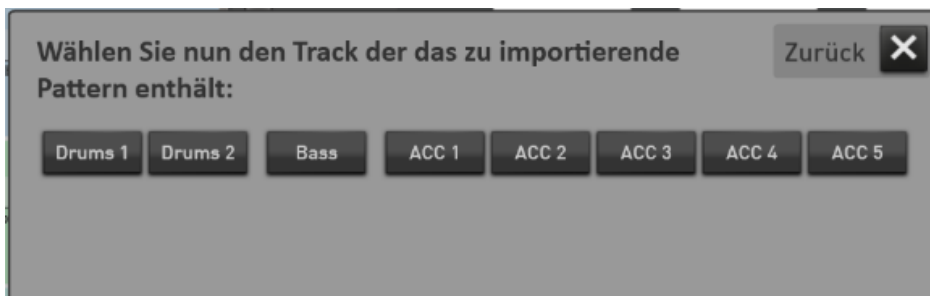 Wählen Sie nun den Track der das zu importierende
Pattern enthält:
Zurück
Drums 1 Drums 2 Bass ACC 1 ACC 2 ACC 3 ACC 4 ACC 5